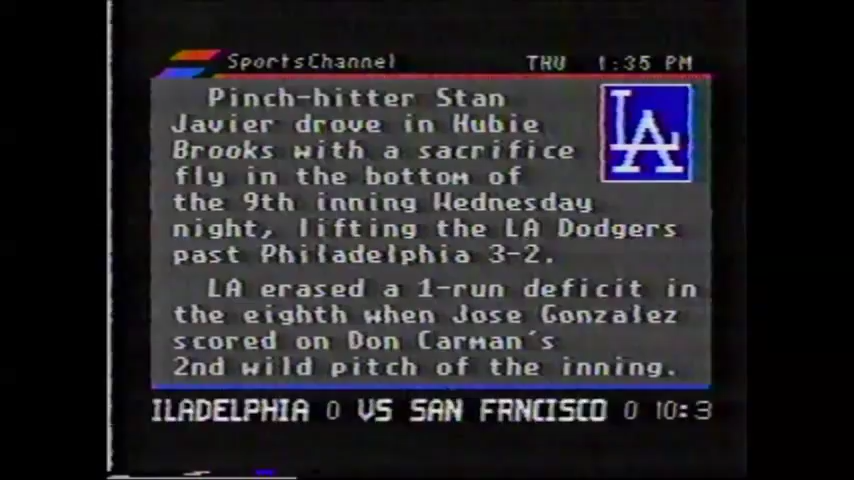 SportsChannel THU 1:35 PM
Pinch-hitter Stan
Javier drove in Hubie
Brooks with a sacrifice
fly in the bottom of
the 9th inning Wednesday
night, lifting the LA Dodgers
past Philadelphia 3-2.
LA erased a 1-run deficit in
the eighth when Jose Gonzalez
scored on Don Carman's
2nd wild pitch of the inning.
LA
ILADELPHIA 0 VS SAN FRNCISCO 0 10:3